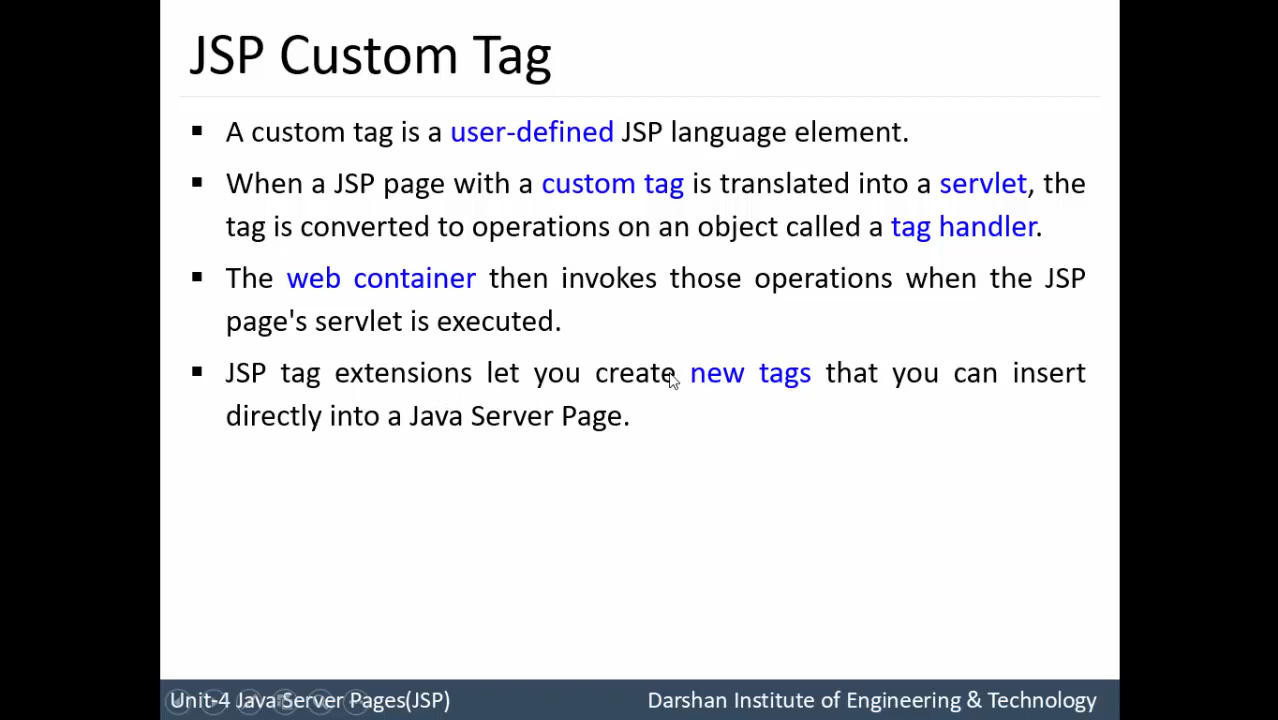 JSP Custom Tag
▪ A custom tag is a user-defined JSP language element.
▪ When a JSP page with a custom tag is translated into a servlet, the
tag is converted to operations on an object called a tag handler.
▪ The web container then invokes those operations when the JSP
page's servlet is executed.
▪ JSP tag extensions let you create new tags that you can insert
directly into a Java Server Page.
Unit-4 Java Server Pages(JSP)
Darshan Institute of Engineering & Technology